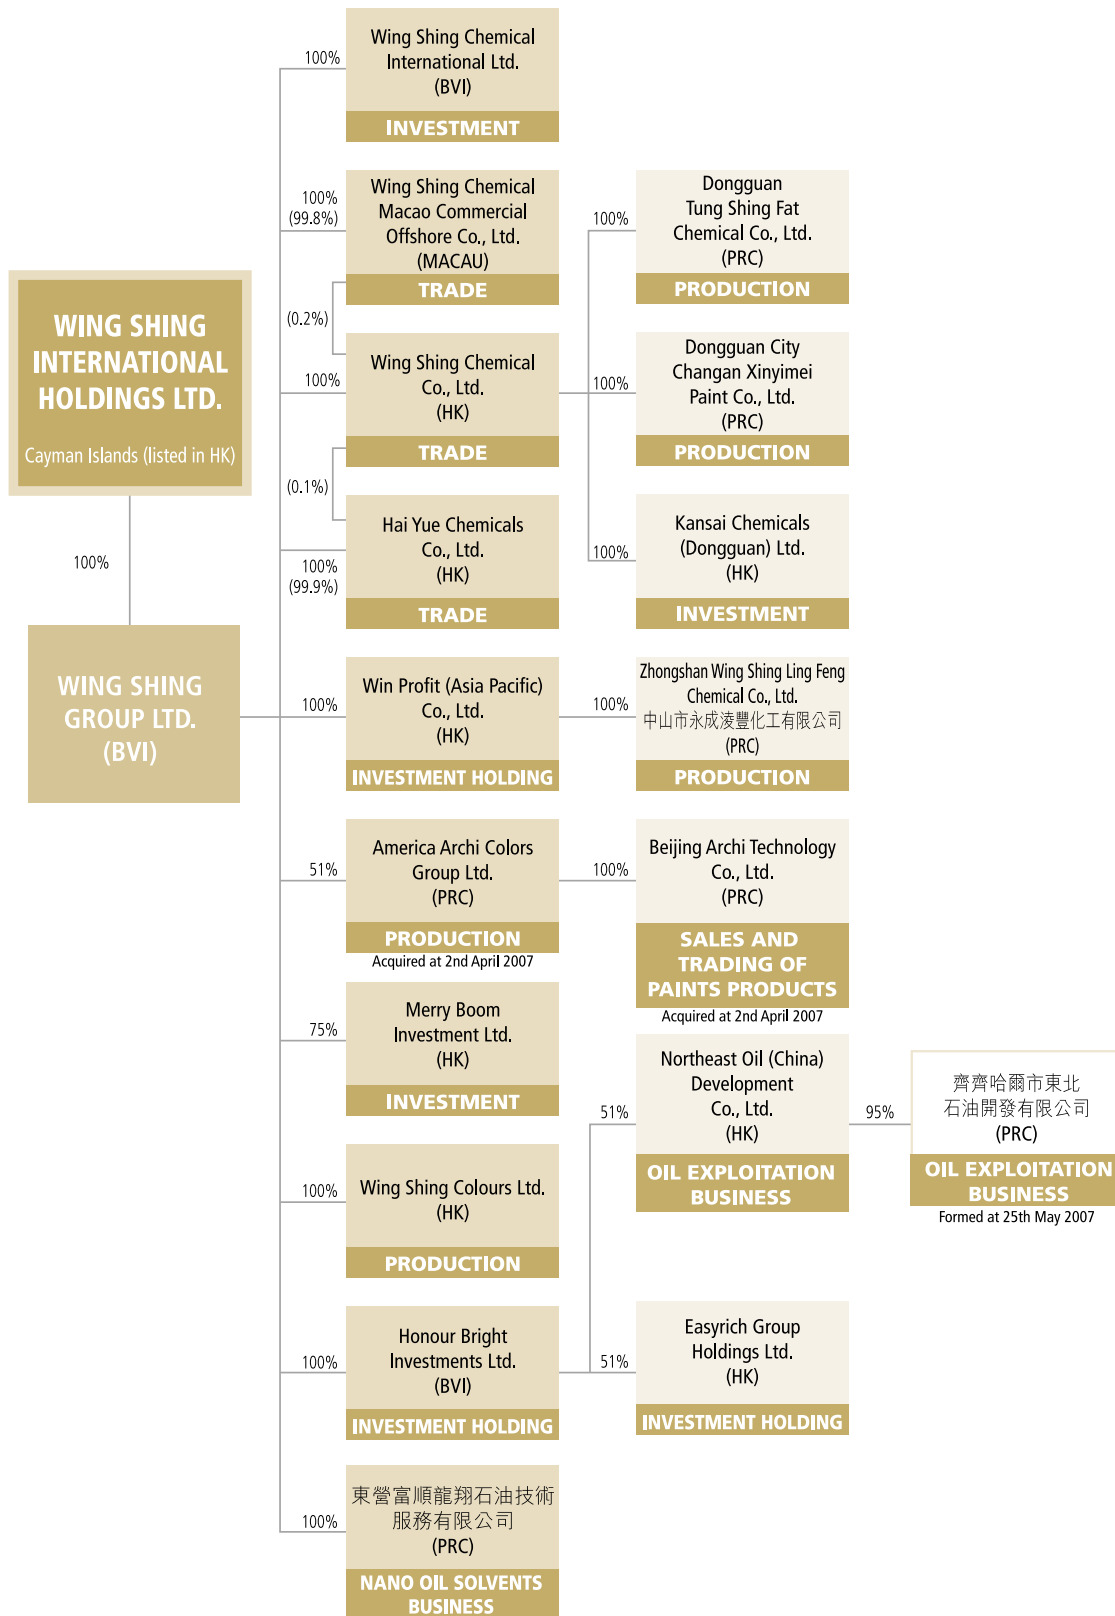 WING SHING
INTERNATIONAL
HOLDINGS LTD.
Cayman Islands (listed in HK)
100%
WING SHING
GROUP LTD.
(BVI)
100%
Wing Shing Chemical
International Ltd.
(BVI)
INVESTMENT
100%
(99.8%)
Wing Shing Chemical
Macao Commercial
Offshore Co., Ltd.
(MACAU)
TRADE
(0.2%)
100%
Wing Shing Chemical
Co., Ltd.
(HK)
TRADE
(0.1%)
100%
(99.9%)
Hai Yue Chemicals
Co., Ltd.
(HK)
TRADE
100%
Dongguan
Tung Shing Fat
Chemical Co., Ltd.
(PRC)
PRODUCTION
100%
Dongguan City
Changan Xinyimei
Paint Co., Ltd.
(PRC)
PRODUCTION
100%
Kansai Chemicals
(Dongguan) Ltd.
(HK)
INVESTMENT
100%
Win Profit (Asia Pacific)
Co., Ltd.
(HK)
INVESTMENT HOLDING
100%
Zhongshan Wing Shing Ling Feng
Chemical Co., Ltd.
中山市永成淩豐化工有限公司
(PRC)
PRODUCTION
51%
America Archi Colors
Group Ltd.
(PRC)
PRODUCTION
Acquired at 2nd April 2007
100%
Beijing Archi Technology
Co., Ltd.
(PRC)
SALES AND
TRADING OF
PAINTS PRODUCTS
Acquired at 2nd April 2007
75%
Merry Boom
Investment Ltd.
(HK)
INVESTMENT
100%
Wing Shing Colours Ltd.
(HK)
PRODUCTION
100%
Honour Bright
Investments Ltd.
(BVI)
INVESTMENT HOLDING
51%
Northeast Oil (China)
Development
Co., Ltd.
(HK)
OIL EXPLOITATION
BUSINESS
95%
齊齊哈爾市東北
石油開發有限公司
(PRC)
OIL EXPLOITATION
BUSINESS
Formed at 25th May 2007
51%
Easyrich Group
Holdings Ltd.
(HK)
INVESTMENT HOLDING
100%
東營富順龍翔石油技術
服務有限公司
(PRC)
NANO OIL SOLVENTS
BUSINESS